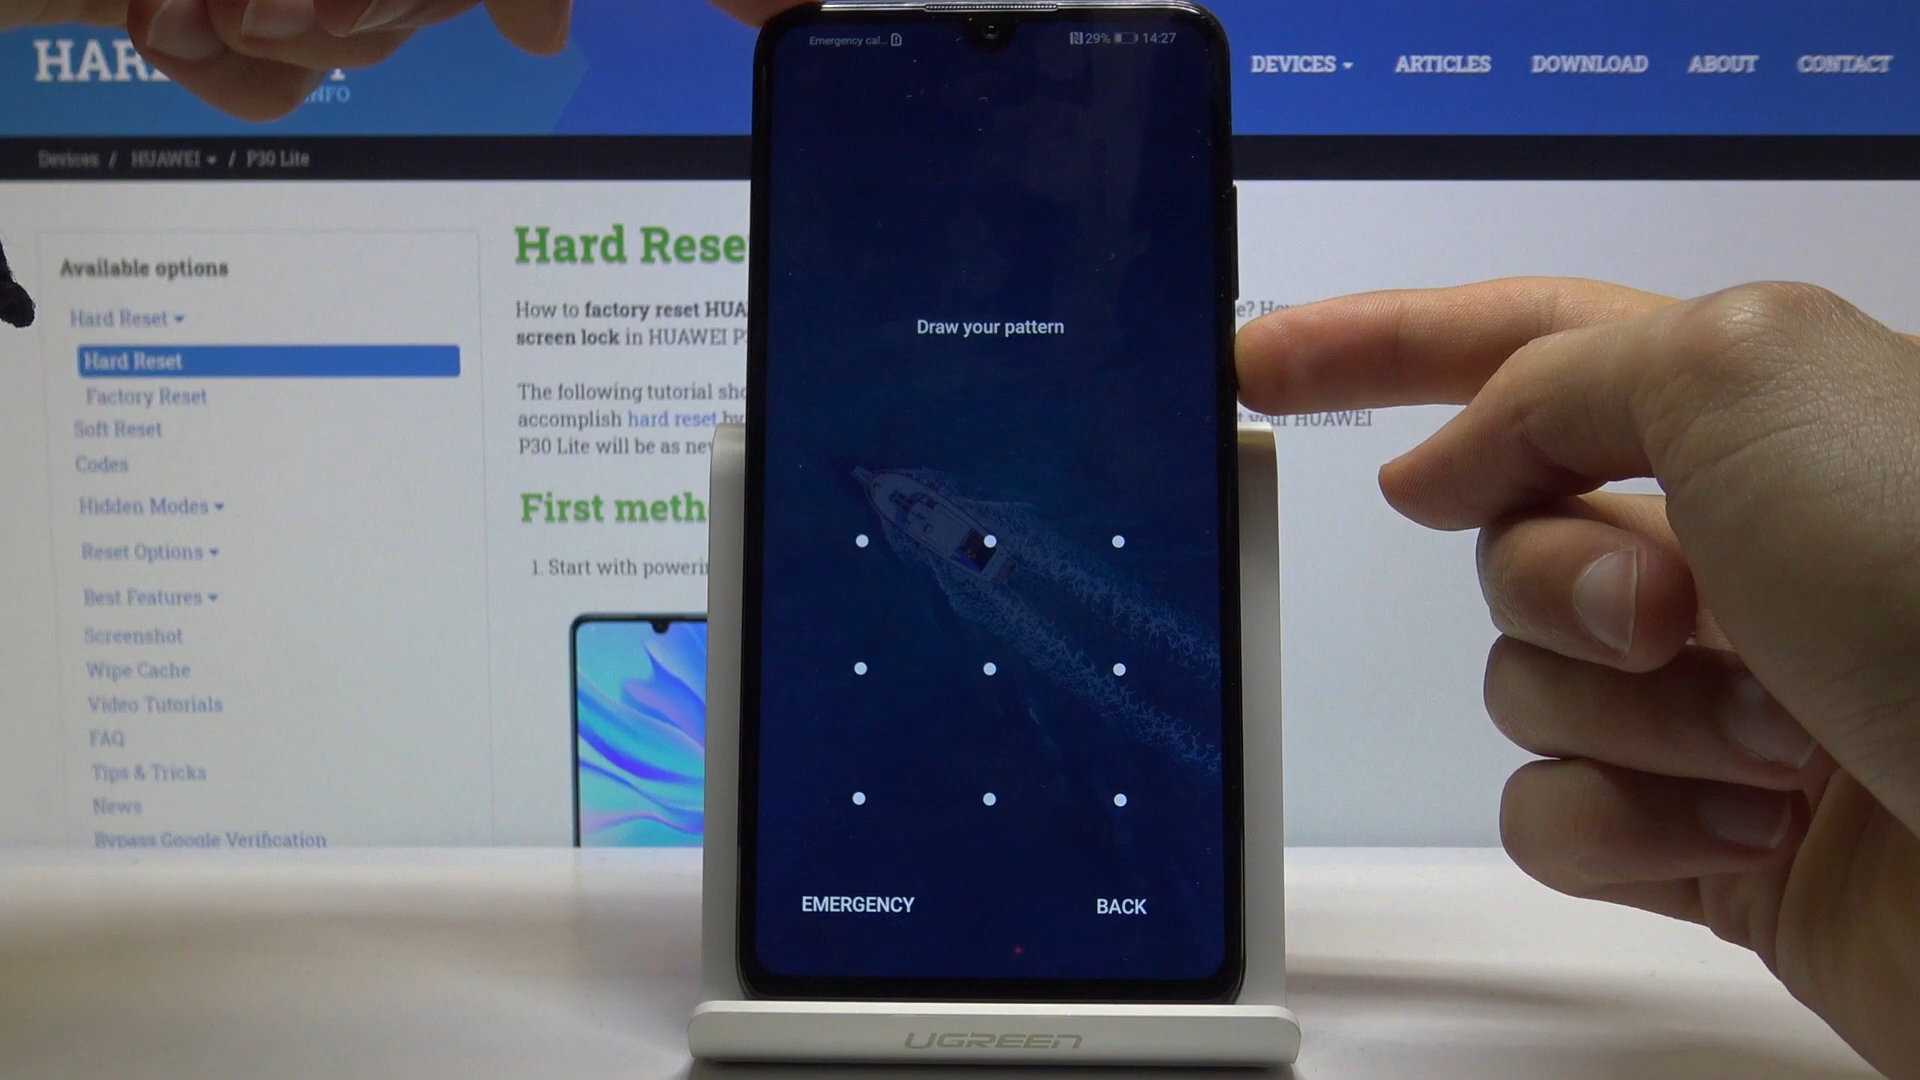 DEVICES
ARTICLES
DOWNLOAD
ABOUT
CONTACT
Devices / HUAWEI / P30 Lite
Available options
Hard Reset
Hard Reset
Factory Reset
Soft Reset
Codes
Hidden Modes
Reset Options
Best Features
Screenshot
Wipe Cache
Video Tutorials
FAQ
Tips & Tricks
News
Bypass Google Verification
Hard Rese
How to factory reset HUA
screen lock in HUAWEI P
The following tutorial sho
accomplish hard reset by
your HUAWEI
P30 Lite will be as ne
First meth
1. Start with poweri
Emergency cal...
29%
14:27
Draw your pattern
EMERGENCY
BACK
UGREEN